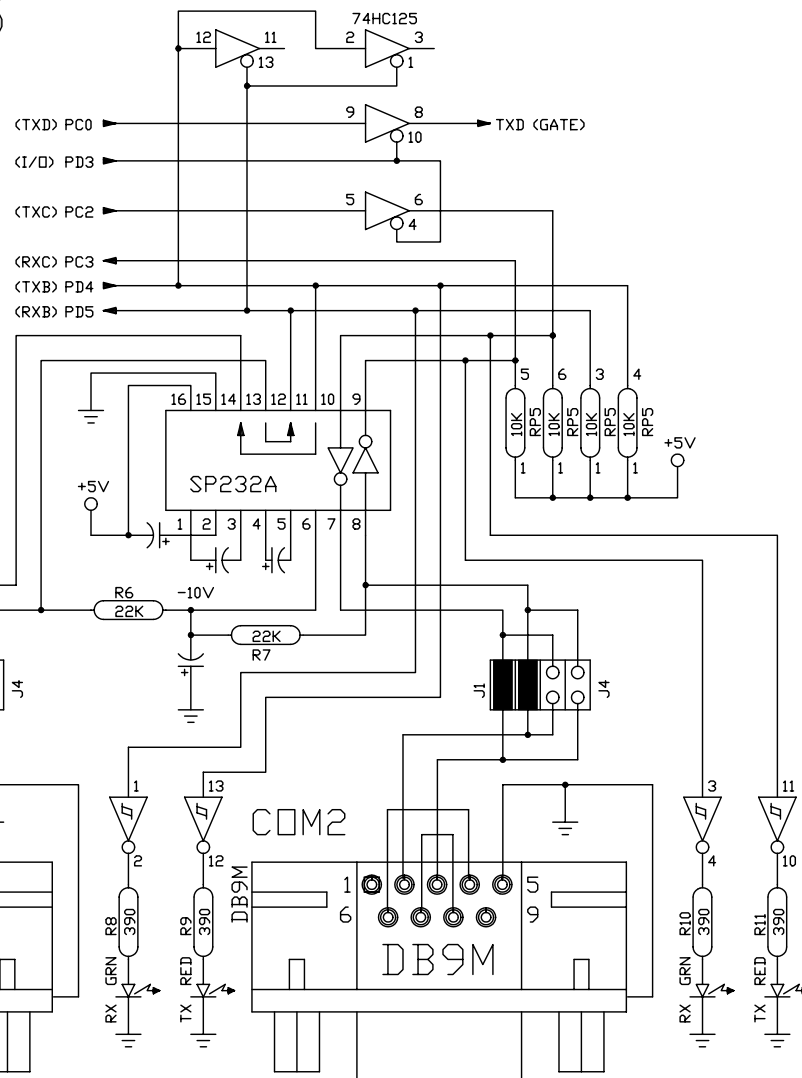 )
74HC125
12 11 2 3
13 1
9 8
(TXD) PC0 TXD (GATE)
10
(I/O) PD3
5 6
(TXC) PC2
4
(RXC) PC3
(TXB) PD4
(RXB) PD5
5 6 3 4
16 15 14 13 12 11 10 9
10K RP5 10K RP5 10K RP5 10K RP5
+5V
1 1 1 1
SP232A
+5V
1 2 3 4 5 6 7 8
+
+ +
R6 -10V
22K
22K
R7
+
J4 J1 J4
1 13 3 11
COM2
2 12 4 10
DB9M
1 5
6 9
R8 390 R9 390 R10 390 R11 390
DB9M
GRN RED GRN RED
RX TX RX TX